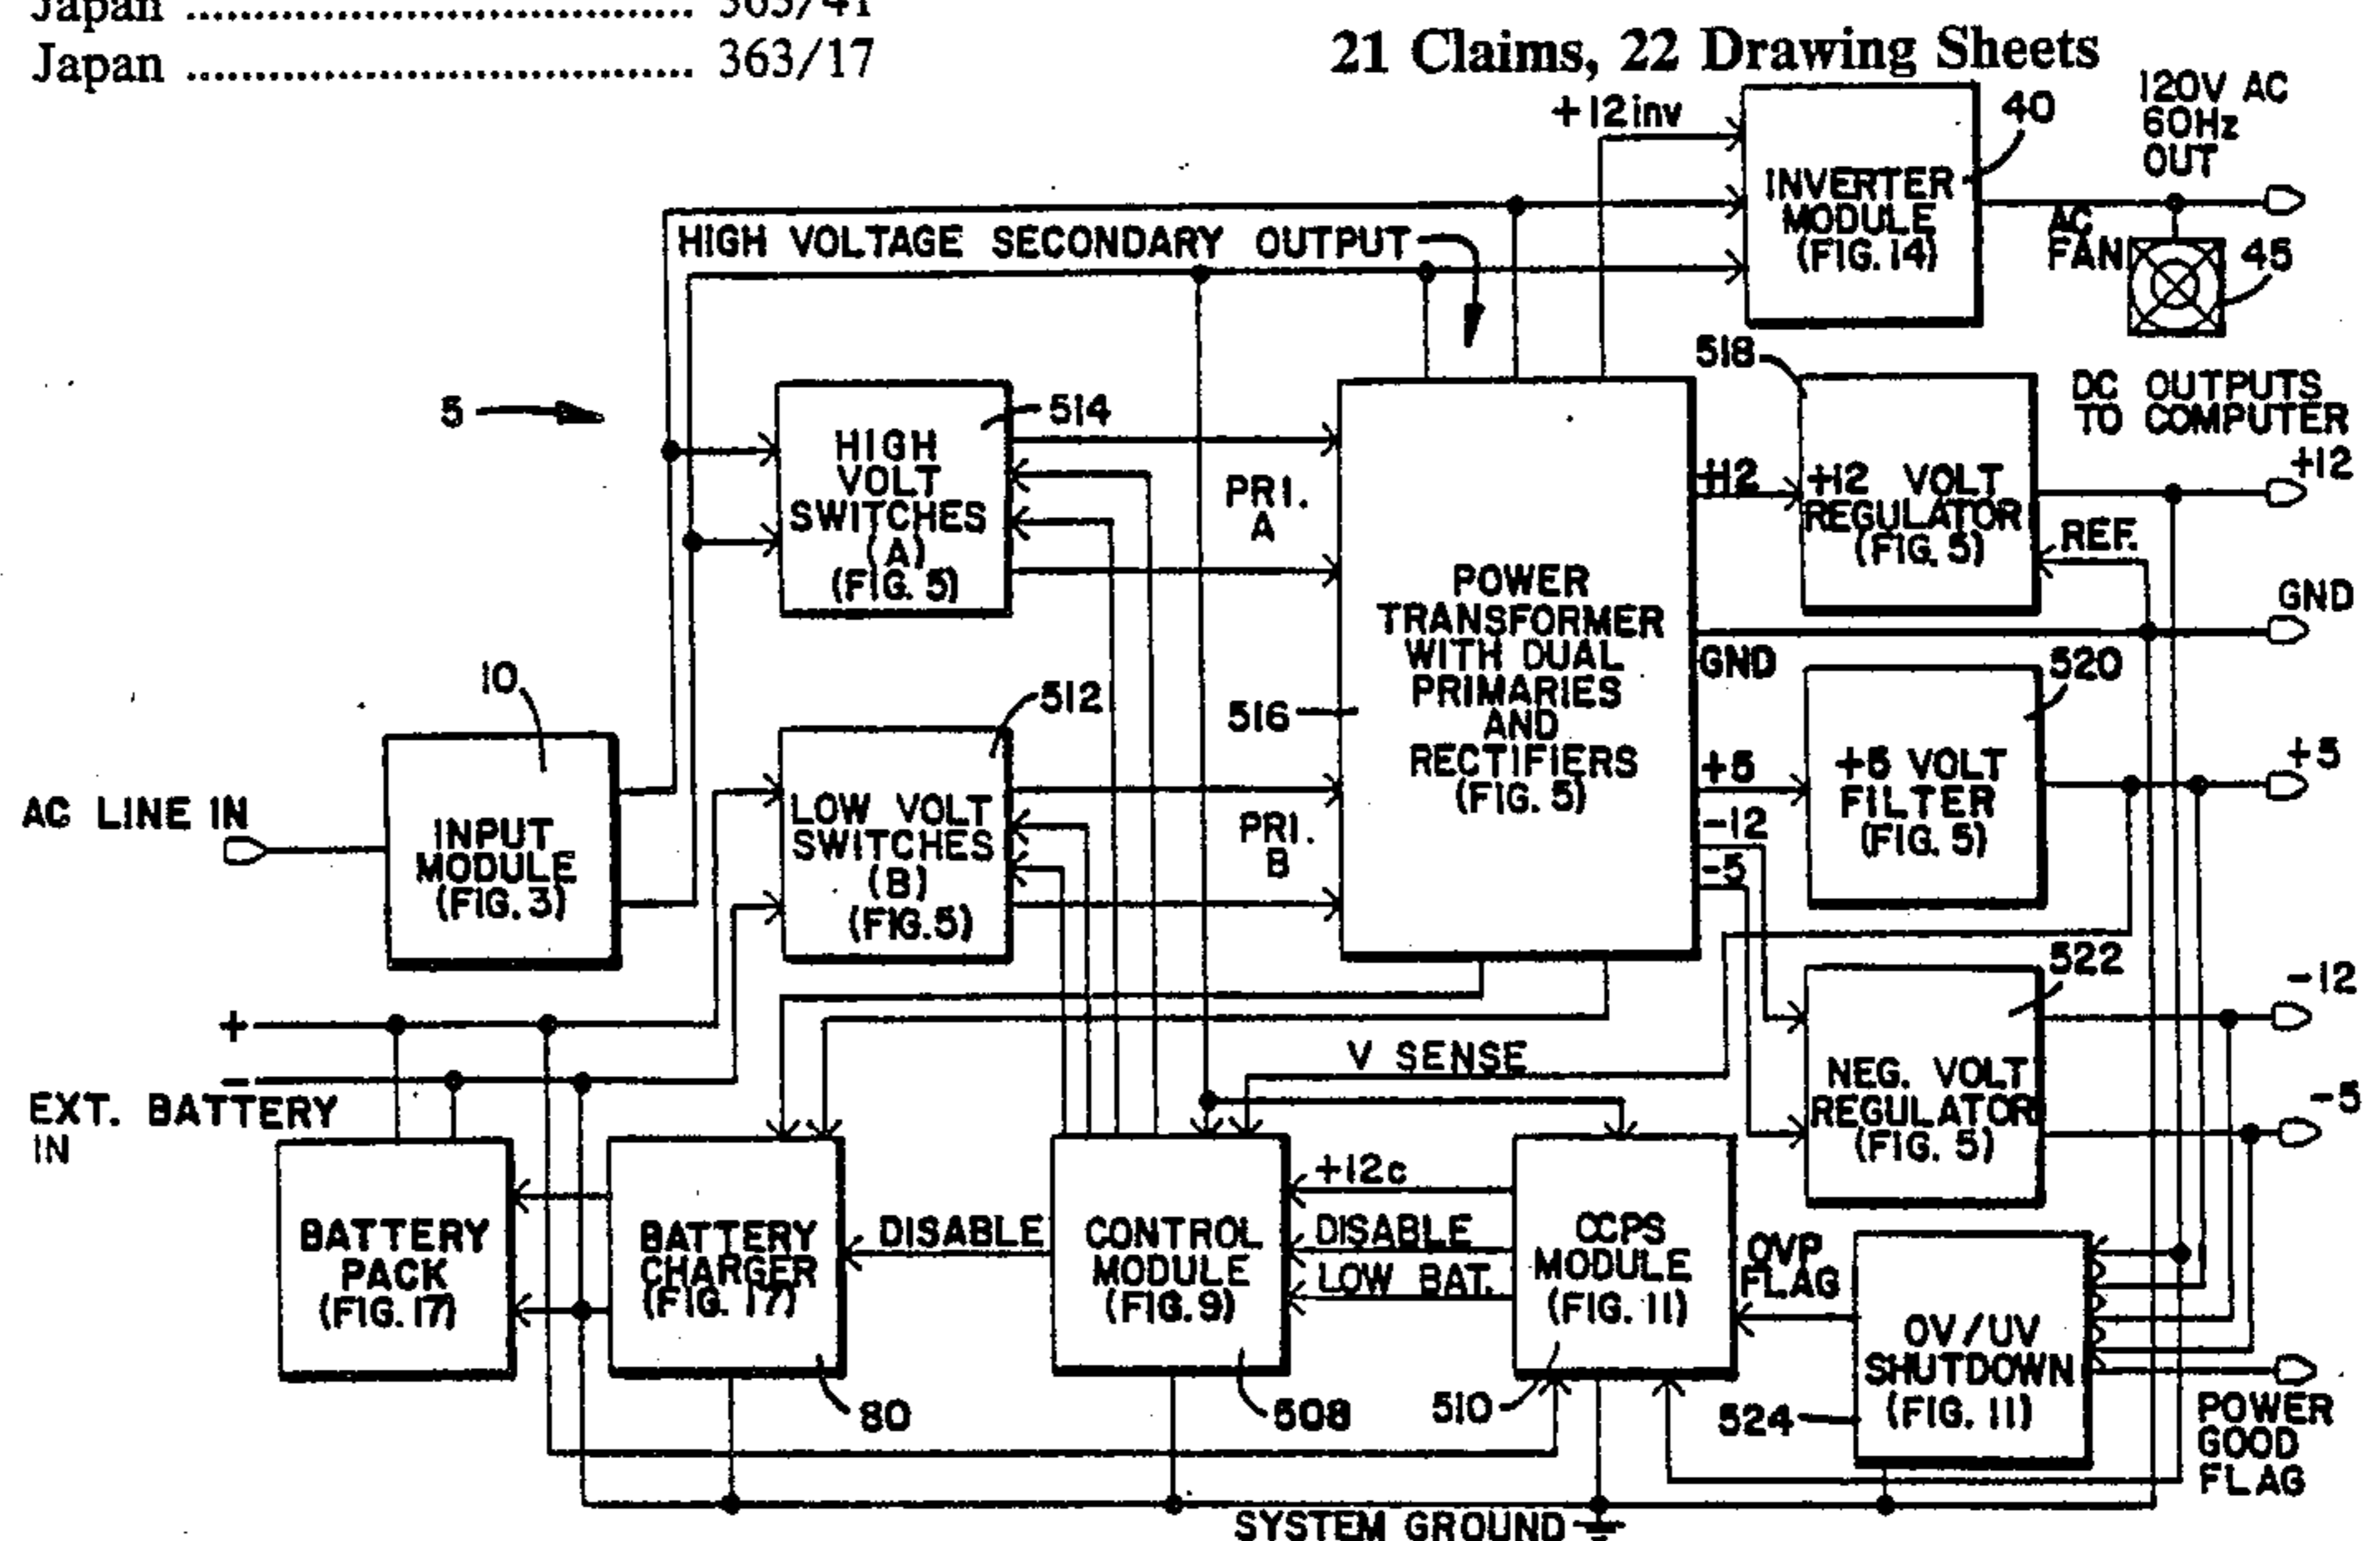 Japan .................................... 363/41
Japan .................................... 363/17
21 Claims, 22 Drawing Sheets
+12inv
40
120V AC
60Hz
OUT
INVERTER
MODULE
(FIG. 14)
AC
FAN
45
HIGH VOLTAGE SECONDARY OUTPUT
5
514
HIGH
VOLT
SWITCHES
(A)
(FIG. 5)
PRI.
A
518
+12
+12 VOLT
REGULATOR
(FIG. 5)
DC OUTPUTS
TO COMPUTER
+12
REF.
GND
GND
POWER
TRANSFORMER
WITH DUAL
PRIMARIES
AND
RECTIFIERS
(FIG. 5)
516
10
AC LINE IN
INPUT
MODULE
(FIG. 3)
512
LOW VOLT
SWITCHES
(B)
(FIG. 5)
PRI.
B
520
+5
-12
-5
+5 VOLT
FILTER
(FIG. 5)
+5
522
-12
NEG. VOLT
REGULATOR
(FIG. 5)
-5
+
-
EXT. BATTERY
IN
V SENSE
BATTERY
PACK
(FIG. 17)
BATTERY
CHARGER
(FIG. 17)
80
DISABLE
CONTROL
MODULE
(FIG. 9)
508
+12c
DISABLE
LOW BAT.
CCPS
MODULE
(FIG. 11)
510
OVP
FLAG
OV/UV
SHUTDOWN
(FIG. 11)
524
POWER
GOOD
FLAG
SYSTEM GROUND